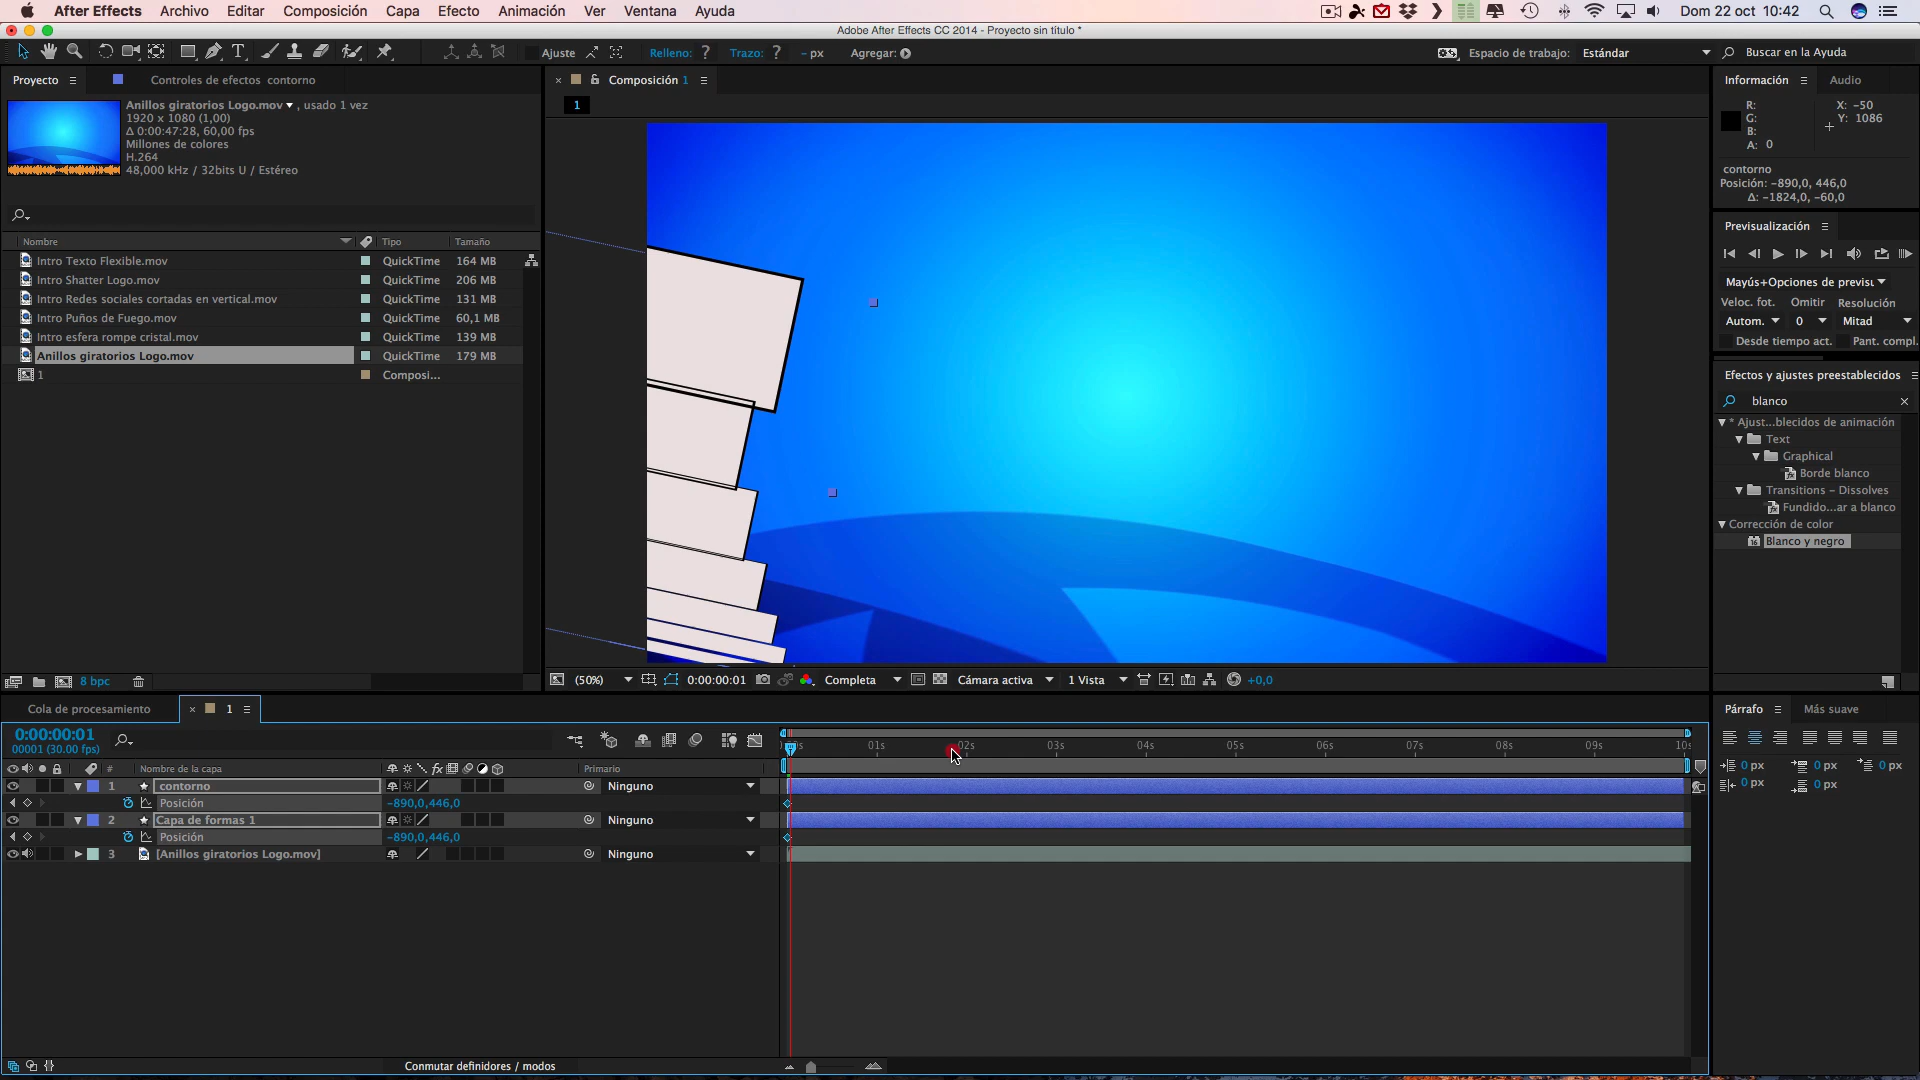 After Effects Archivo Editar Composición Capa Efecto Animación Ver Ventana Ayuda
Dom 22 oct 10:42
Adobe After Effects CC 2014 - Proyecto sin título *
T Ajuste Relleno: ? Trazo: ? - px Agregar:
Espacio de trabajo: Estándar Buscar en la Ayuda
Proyecto Controles de efectos contorno
Anillos giratorios Logo.mov , usado 1 vez
1920 x 1080 (1,00)
Δ 0:00:47:28, 60,00 fps
Millones de colores
H.264
48,000 kHz / 32bits U / Estéreo
Nombre Tipo Tamaño
Intro Texto Flexible.mov QuickTime 164 MB
Intro Shatter Logo.mov QuickTime 206 MB
Intro Redes sociales cortadas en vertical.mov QuickTime 131 MB
Intro Puños de Fuego.mov QuickTime 60,1 MB
Intro esfera rompe cristal.mov QuickTime 139 MB
Anillos giratorios Logo.mov QuickTime 179 MB
1 Composi...
8 bpc
Composición 1
1
(50%) 0:00:00:01 Completa Cámara activa 1 Vista +0,0
Información Audio
R: X: -50
G: Y: 1086
B:
A: 0
contorno
Posición: -890,0, 446,0
Δ: -1824,0, -60,0
Previsualización
Mayús+Opciones de previsu
Veloc. fot. Omitir Resolución
Autom. 0 Mitad
Desde tiempo act. Pant. compl.
Efectos y ajustes preestablecidos
blanco
* Ajust...blecidos de animación
Text
Graphical
Borde blanco
Transitions – Dissolves
Fundido...ar a blanco
Corrección de color
Blanco y negro
Cola de procesamiento 1
0:00:00:01
00001 (30.00 fps)
01s 02s 03s 04s 05s 06s 07s 08s 09s
# Nombre de la capa fx Primario
1 contorno Ninguno
Posición -890,0,446,0
2 Capa de formas 1 Ninguno
Posición -890,0,446,0
3 [Anillos giratorios Logo.mov] Ninguno
Conmutar definidores / modos
Párrafo Más suave
0 px 0 px 0 px
0 px 0 px